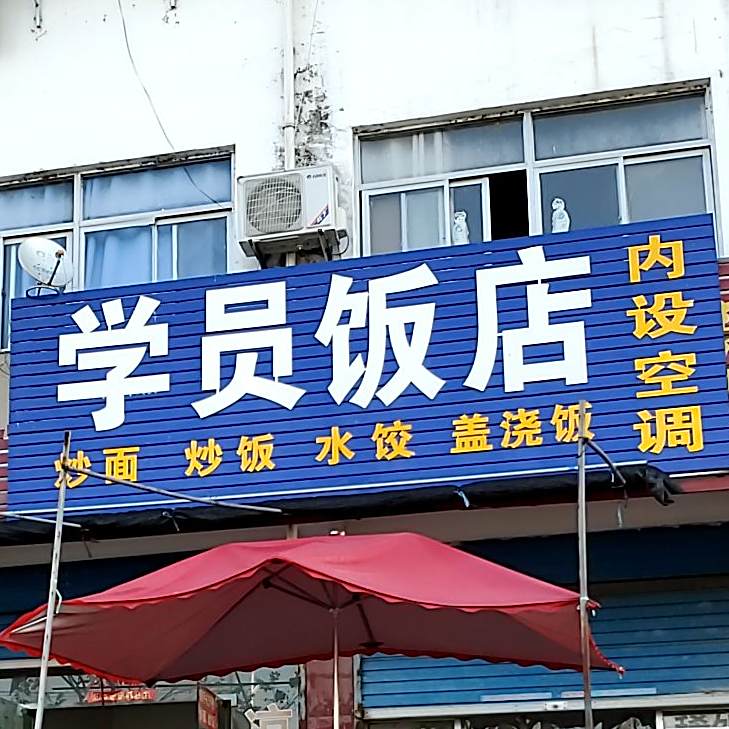 学员饭店
炒面 炒饭 水饺 盖浇饭
内设空调